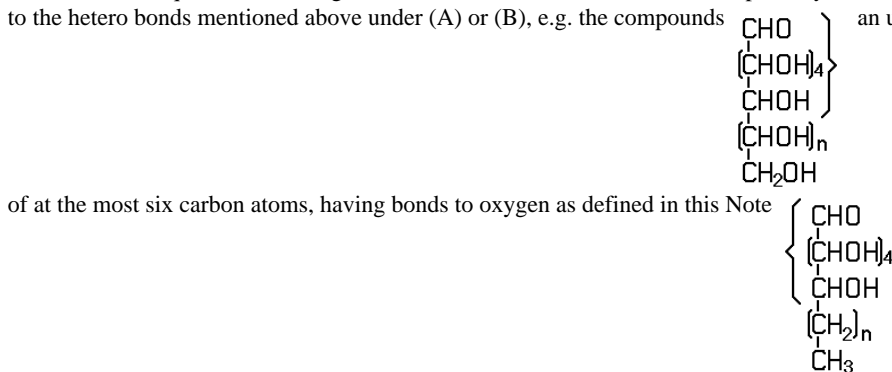 to the hetero bonds mentioned above under (A) or (B), e.g. the compounds CHO an
(CHOH)₄
CHOH
(CHOH)ₙ
CH₂OH
of at the most six carbon atoms, having bonds to oxygen as defined in this Note CHO
(CHOH)₄
CHOH
(CH₂)ₙ
CH₃